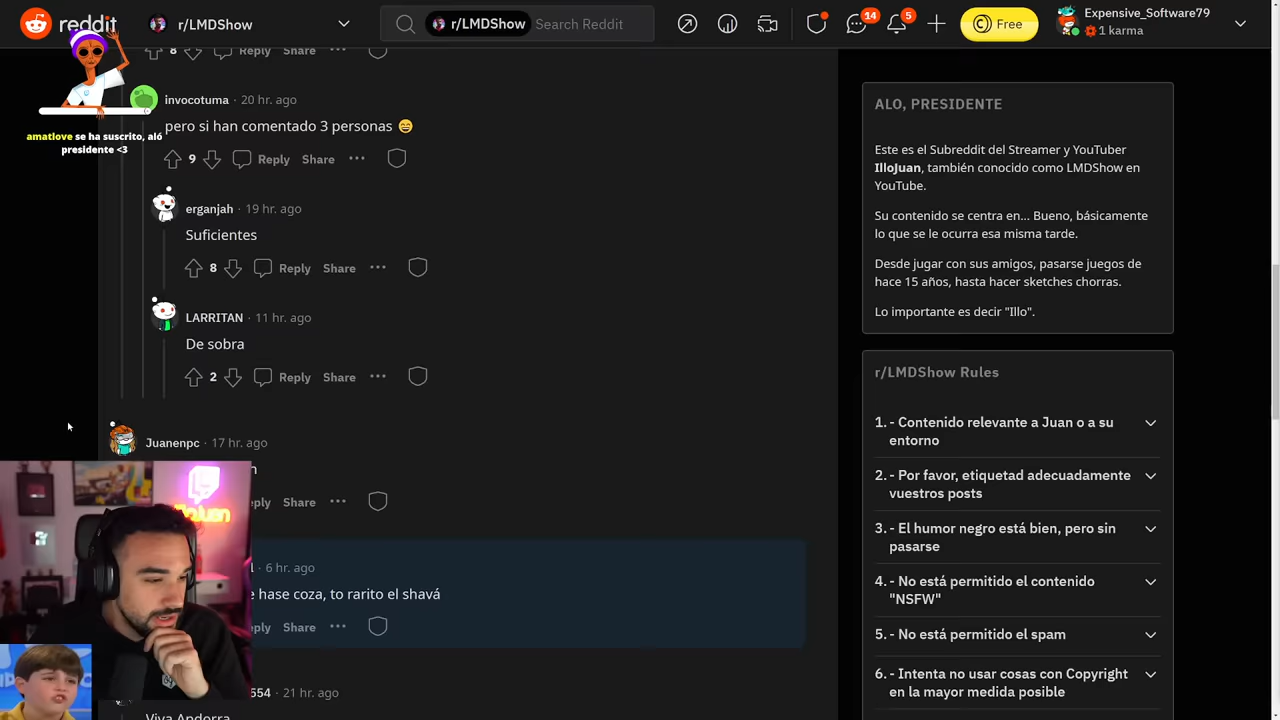 reddit
r/LMDShow
r/LMDShow
Search Reddit
14
5
Free
Expensive_Software79
1 karma
8
Reply
Share
amatlove se ha suscrito, aló
presidente <3
invocotuma · 20 hr. ago
pero si han comentado 3 personas 😄
9
Reply
Share
erganjah · 19 hr. ago
Suficientes
8
Reply
Share
LARRITAN · 11 hr. ago
De sobra
2
Reply
Share
Juanenpc · 17 hr. ago
Share
6 hr. ago
hase coza, to rarito el shavá
Share
554 · 21 hr. ago
Viva Andorra
ALO, PRESIDENTE
Este es el Subreddit del Streamer y YouTuber
IlloJuan, también conocido como LMDShow en
YouTube.
Su contenido se centra en... Bueno, básicamente
lo que se le ocurra esa misma tarde.
Desde jugar con sus amigos, pasarse juegos de
hace 15 años, hasta hacer sketches chorras.
Lo importante es decir "Illo".
r/LMDShow Rules
1. - Contenido relevante a Juan o a su
entorno
2. - Por favor, etiquetad adecuadamente
vuestros posts
3. - El humor negro está bien, pero sin
pasarse
4. - No está permitido el contenido
"NSFW"
5. - No está permitido el spam
6. - Intenta no usar cosas con Copyright
en la mayor medida posible